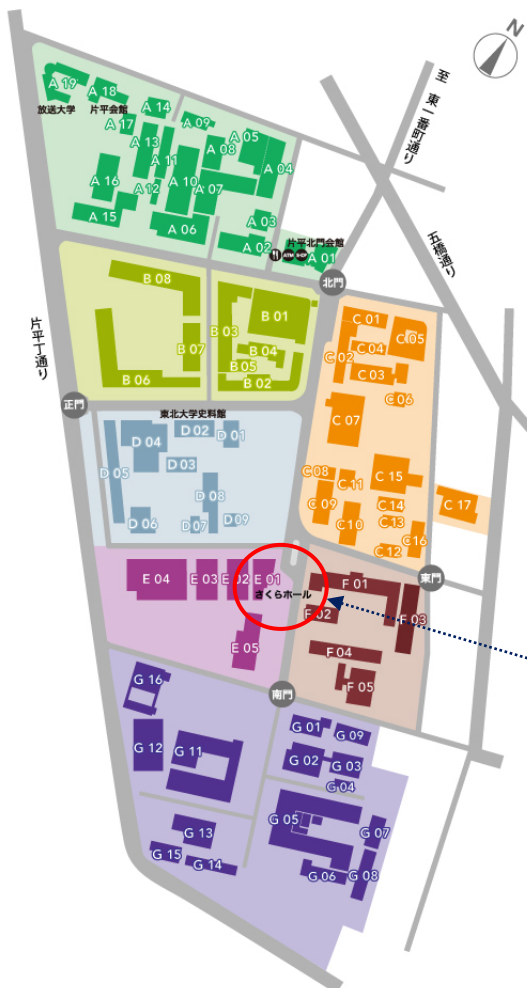 N
至 東一番町通り
五橋通り
片平丁通り
A 19
A 18
放送大学
片平会館
A 14
A 17
A 09
A 13
A 11
A 08
A 05
A 04
A 16
A 12
A 10
A 07
A 15
A 06
A 03
A 02
片平北門会館
ATM
A 01
北門
B 08
B 03
B 01
B 07
B 04
B 05
B 06
B 02
C 01
C 05
C 04
C 02
C 03
C 06
C 07
正門
東北大学史料館
D 02
D 01
D 04
D 03
D 05
D 08
D 06
D 07
D 09
C 08
C 11
C 15
C 09
C 14
C 17
C 10
C 13
C 16
C 12
東門
E 04
E 03
E 02
E 01
さくらホール
E 05
F 01
F 02
F 03
F 04
F 05
南門
G 16
G 12
G 11
G 01
G 09
G 02
G 03
G 04
G 05
G 07
G 13
G 15
G 14
G 06
G 08